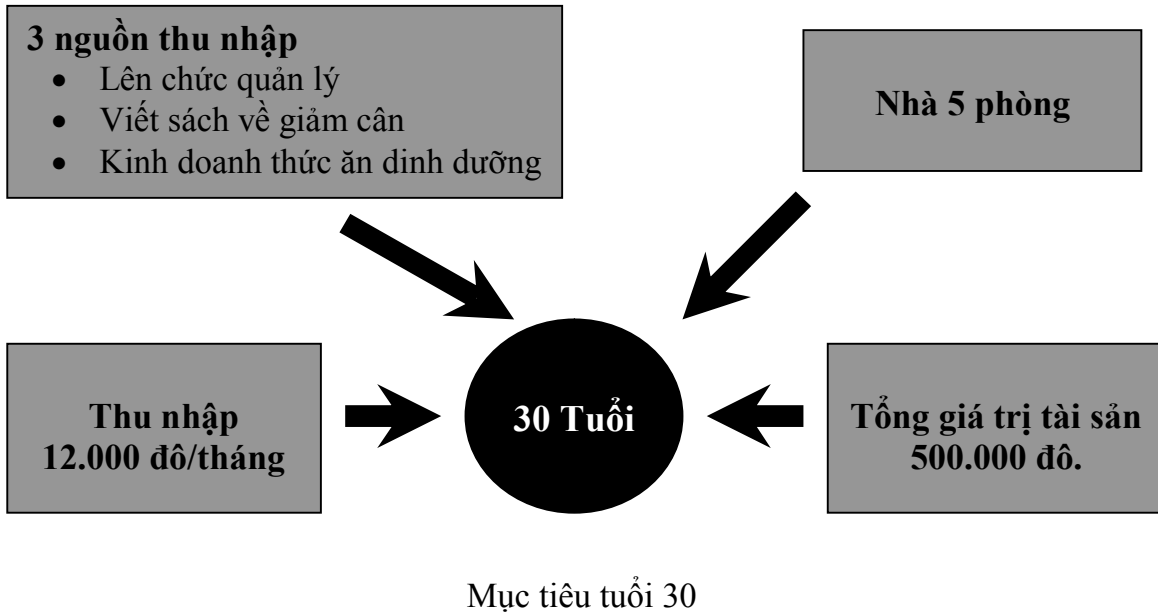 3 nguồn thu nhập
• Lên chức quản lý
• Viết sách về giảm cân
• Kinh doanh thức ăn dinh dưỡng
Nhà 5 phòng
Thu nhập
12.000 đô/tháng
30 Tuổi
Tổng giá trị tài sản
500.000 đô.
Mục tiêu tuổi 30